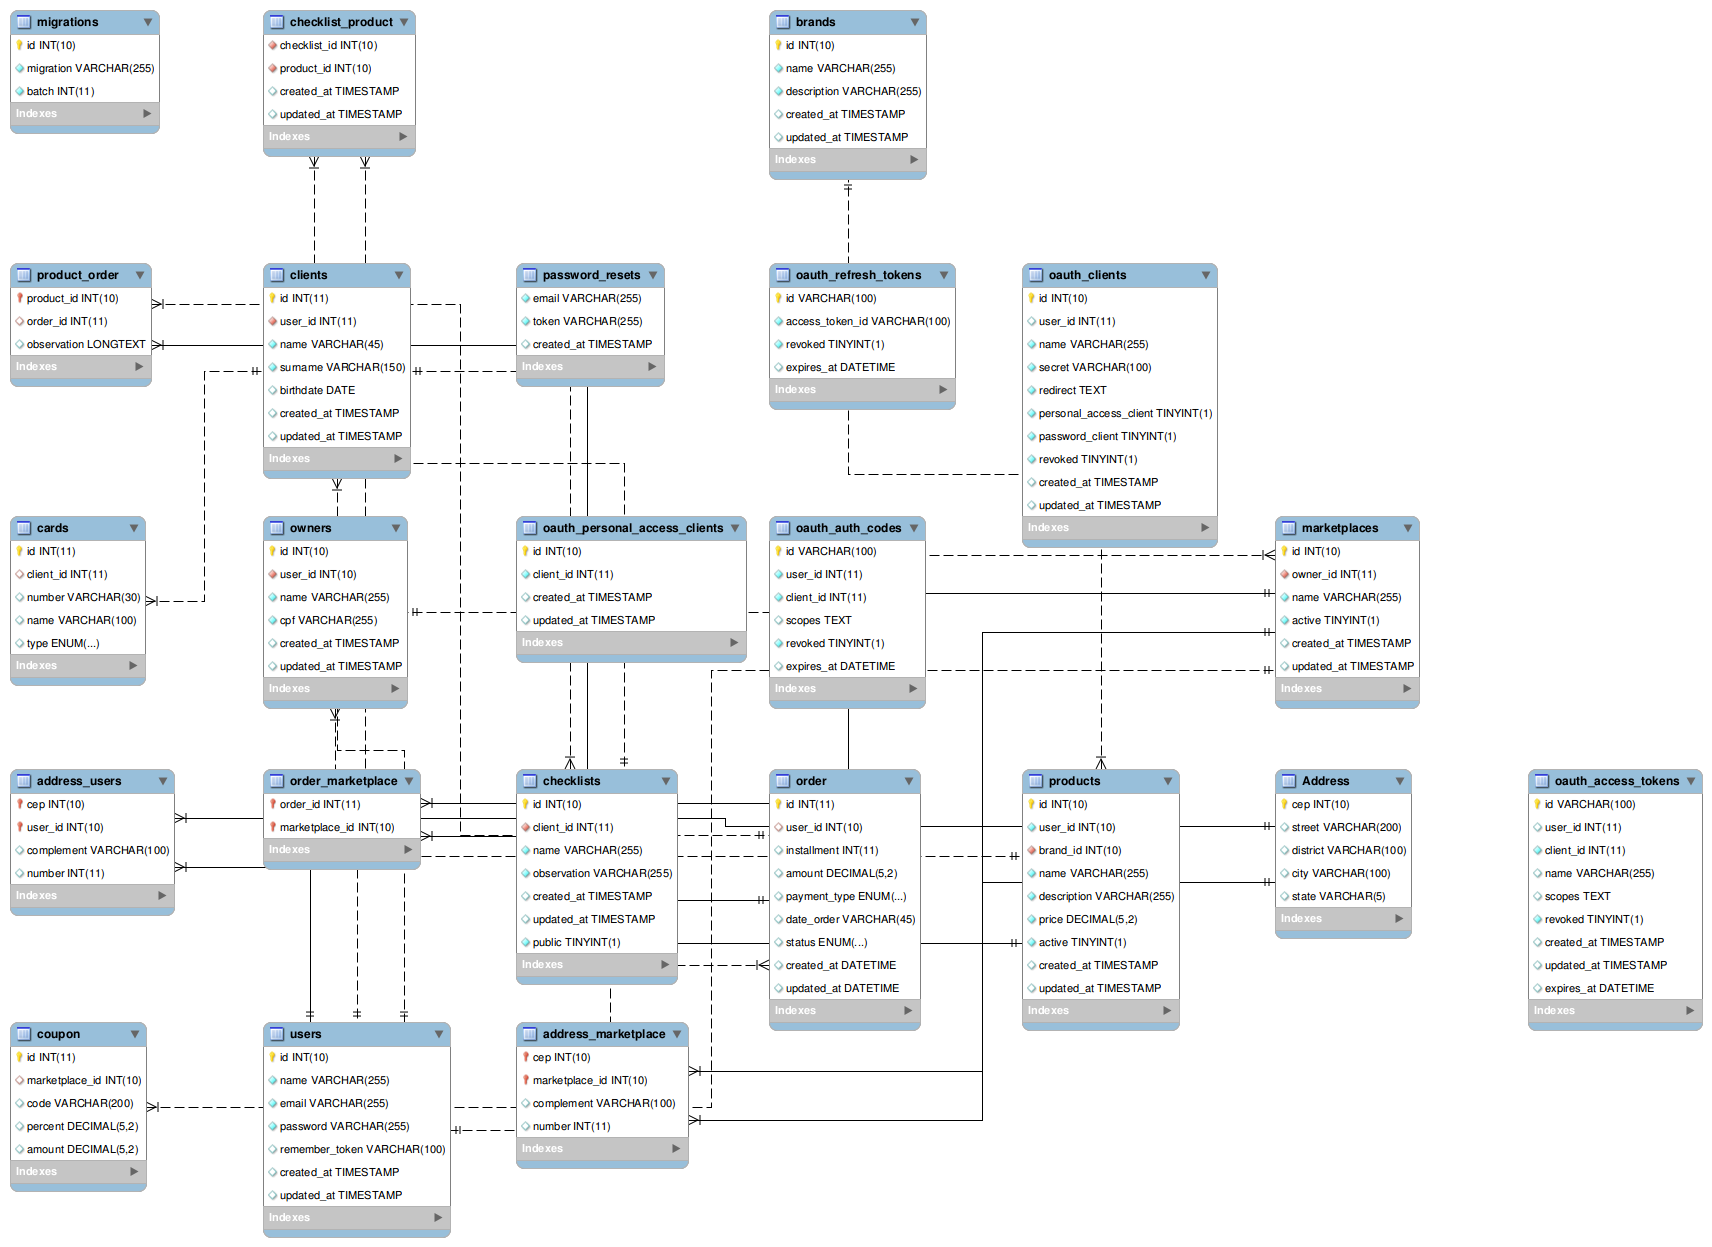 migrations
id INT(10)
migration VARCHAR(255)
batch INT(11)
Indexes
checklist_product
checklist_id INT(10)
product_id INT(10)
created_at TIMESTAMP
updated_at TIMESTAMP
Indexes
brands
id INT(10)
name VARCHAR(255)
description VARCHAR(255)
created_at TIMESTAMP
updated_at TIMESTAMP
Indexes
product_order
product_id INT(10)
order_id INT(11)
observation LONGTEXT
Indexes
clients
id INT(11)
user_id INT(11)
name VARCHAR(45)
surname VARCHAR(150)
birthdate DATE
created_at TIMESTAMP
updated_at TIMESTAMP
Indexes
password_resets
email VARCHAR(255)
token VARCHAR(255)
created_at TIMESTAMP
Indexes
oauth_refresh_tokens
id VARCHAR(100)
access_token_id VARCHAR(100)
revoked TINYINT(1)
expires_at DATETIME
Indexes
oauth_clients
id INT(10)
user_id INT(11)
name VARCHAR(255)
secret VARCHAR(100)
redirect TEXT
personal_access_client TINYINT(1)
password_client TINYINT(1)
revoked TINYINT(1)
created_at TIMESTAMP
updated_at TIMESTAMP
Indexes
cards
id INT(11)
client_id INT(11)
number VARCHAR(30)
name VARCHAR(100)
type ENUM(...)
Indexes
owners
id INT(10)
user_id INT(10)
name VARCHAR(255)
cpf VARCHAR(255)
created_at TIMESTAMP
updated_at TIMESTAMP
Indexes
oauth_personal_access_clients
id INT(10)
client_id INT(11)
created_at TIMESTAMP
updated_at TIMESTAMP
Indexes
oauth_auth_codes
id VARCHAR(100)
user_id INT(11)
client_id INT(11)
scopes TEXT
revoked TINYINT(1)
expires_at DATETIME
Indexes
marketplaces
id INT(10)
owner_id INT(11)
name VARCHAR(255)
active TINYINT(1)
created_at TIMESTAMP
updated_at TIMESTAMP
Indexes
address_users
cep INT(10)
user_id INT(10)
complement VARCHAR(100)
number INT(11)
Indexes
order_marketplace
order_id INT(11)
marketplace_id INT(10)
Indexes
checklists
id INT(10)
client_id INT(11)
name VARCHAR(255)
observation VARCHAR(255)
created_at TIMESTAMP
updated_at TIMESTAMP
public TINYINT(1)
Indexes
order
id INT(11)
user_id INT(10)
installment INT(11)
amount DECIMAL(5,2)
payment_type ENUM(...)
date_order VARCHAR(45)
status ENUM(...)
created_at DATETIME
updated_at DATETIME
Indexes
products
id INT(10)
user_id INT(10)
brand_id INT(10)
name VARCHAR(255)
description VARCHAR(255)
price DECIMAL(5,2)
active TINYINT(1)
created_at TIMESTAMP
updated_at TIMESTAMP
Indexes
Address
cep INT(10)
street VARCHAR(200)
district VARCHAR(100)
city VARCHAR(100)
state VARCHAR(5)
Indexes
oauth_access_tokens
id VARCHAR(100)
user_id INT(11)
client_id INT(11)
name VARCHAR(255)
scopes TEXT
revoked TINYINT(1)
created_at TIMESTAMP
updated_at TIMESTAMP
expires_at DATETIME
Indexes
coupon
id INT(11)
marketplace_id INT(10)
code VARCHAR(200)
percent DECIMAL(5,2)
amount DECIMAL(5,2)
Indexes
users
id INT(10)
name VARCHAR(255)
email VARCHAR(255)
password VARCHAR(255)
remember_token VARCHAR(100)
created_at TIMESTAMP
updated_at TIMESTAMP
Indexes
address_marketplace
cep INT(10)
marketplace_id INT(10)
complement VARCHAR(100)
number INT(11)
Indexes